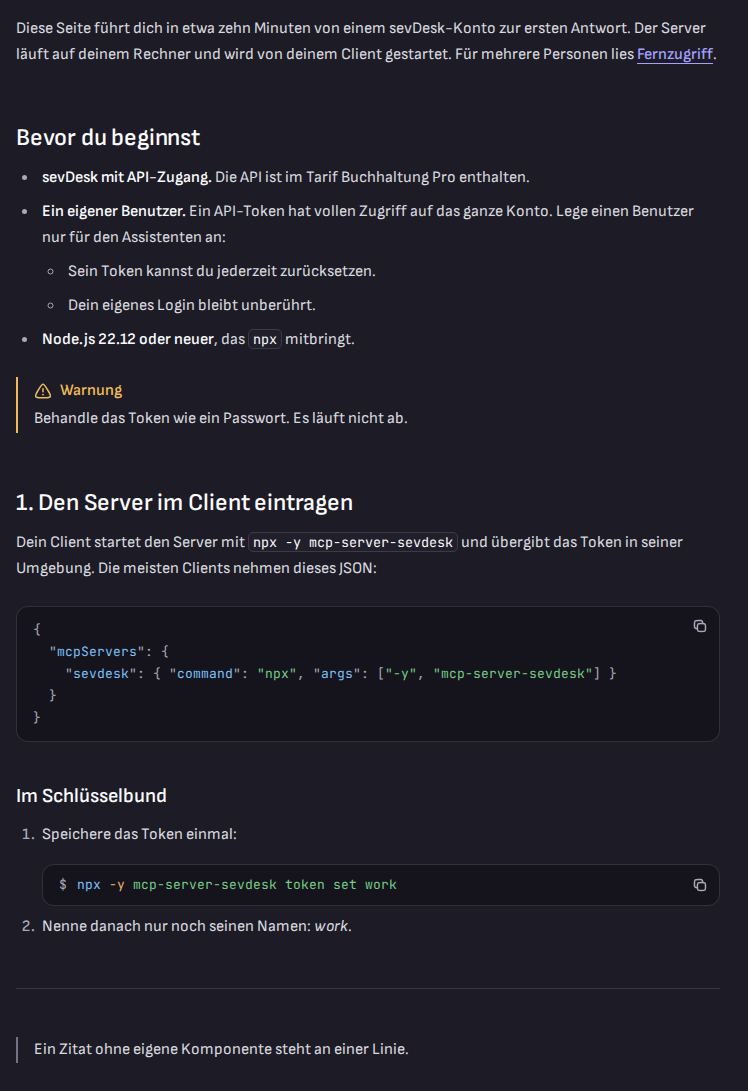 Diese Seite führt dich in etwa zehn Minuten von einem sevDesk-Konto zur ersten Antwort. Der Server
läuft auf deinem Rechner und wird von deinem Client gestartet. Für mehrere Personen lies Fernzugriff.
Bevor du beginnst
• sevDesk mit API-Zugang. Die API ist im Tarif Buchhaltung Pro enthalten.
• Ein eigener Benutzer. Ein API-Token hat vollen Zugriff auf das ganze Konto. Lege einen Benutzer
nur für den Assistenten an:
◦ Sein Token kannst du jederzeit zurücksetzen.
◦ Dein eigenes Login bleibt unberührt.
• Node.js 22.12 oder neuer, das npx mitbringt.
Warnung
Behandle das Token wie ein Passwort. Es läuft nicht ab.
1. Den Server im Client eintragen
Dein Client startet den Server mit npx -y mcp-server-sevdesk und übergibt das Token in seiner
Umgebung. Die meisten Clients nehmen dieses JSON:
{
  "mcpServers": {
    "sevdesk": { "command": "npx", "args": ["-y", "mcp-server-sevdesk"] }
  }
}
Im Schlüsselbund
1. Speichere das Token einmal:
$ npx -y mcp-server-sevdesk token set work
2. Nenne danach nur noch seinen Namen: work.
Ein Zitat ohne eigene Komponente steht an einer Linie.